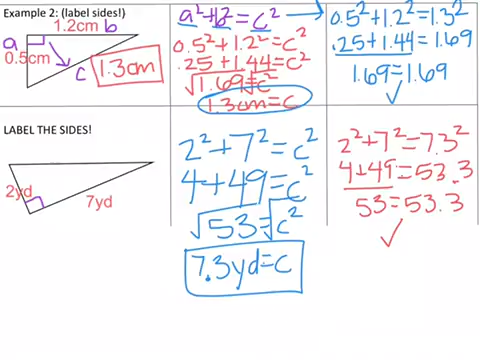 Example 2: (label sides!)
1.2cm b
a
0.5cm
c 1.3cm
a²+b²=c²
0.5²+1.2²=c²
.25+1.44=c²
√1.69=c²
1.3cm=c
0.5²+1.2²=1.3²
.25+1.44=1.69
1.69=1.69
✓
LABEL THE SIDES!
2yd
7yd
2²+7²=c²
4+49=c²
√53=√c²
7.3yd=c
2²+7²=7.3²
4+49=53.3
53=53.3
✓